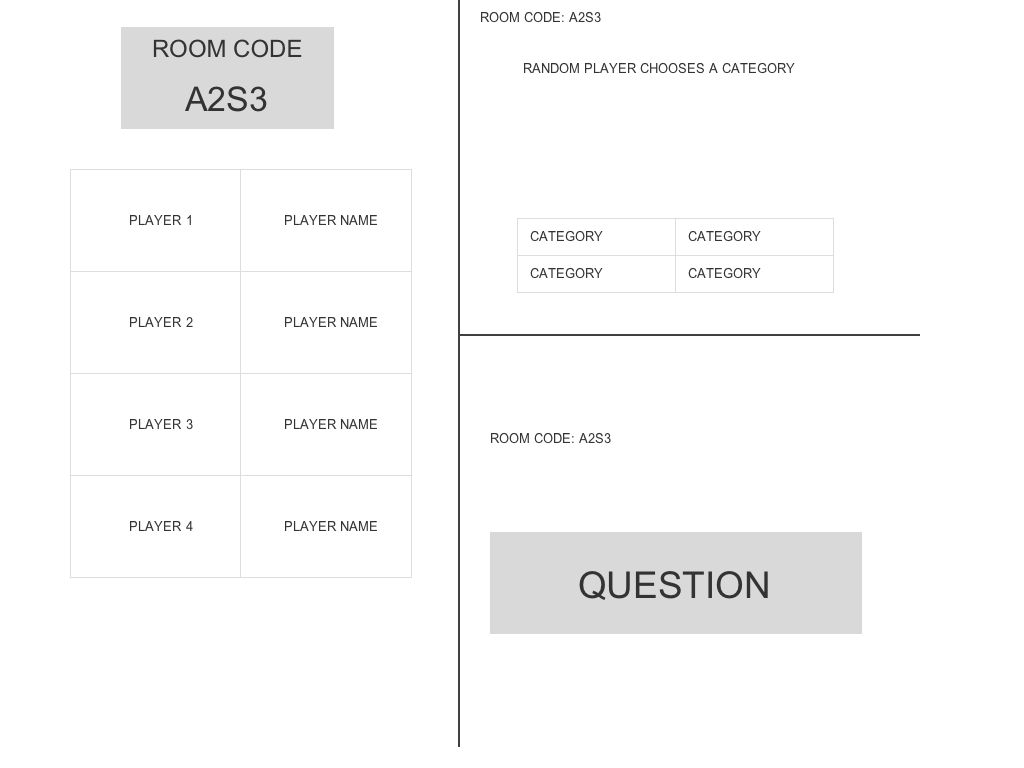 ROOM CODE
A2S3
PLAYER 1 PLAYER NAME
PLAYER 2 PLAYER NAME
PLAYER 3 PLAYER NAME
PLAYER 4 PLAYER NAME
ROOM CODE: A2S3
RANDOM PLAYER CHOOSES A CATEGORY
CATEGORY CATEGORY
CATEGORY CATEGORY
ROOM CODE: A2S3
QUESTION